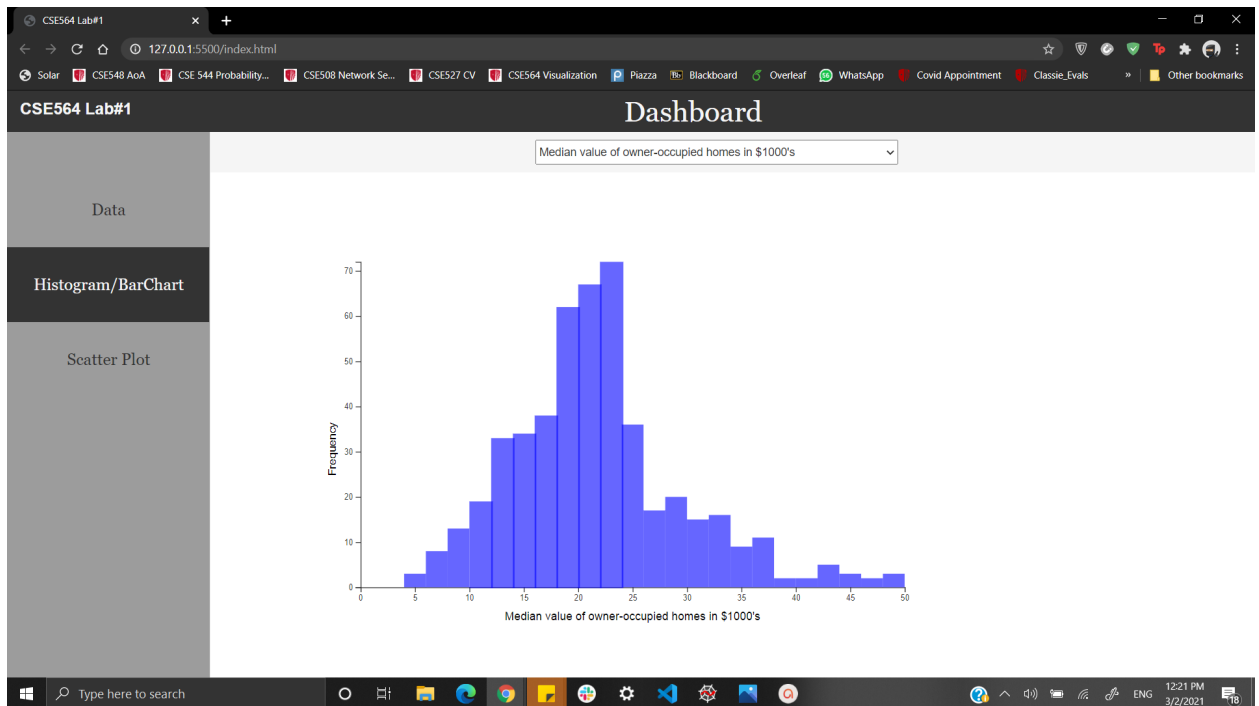 CSE564 Lab#1
127.0.0.1:5500/index.html
Solar CSE548 AoA CSE 544 Probability... CSE508 Network Se... CSE527 CV CSE564 Visualization Piazza Blackboard Overleaf WhatsApp Covid Appointment Classie_Evals » Other bookmarks
CSE564 Lab#1 Dashboard
Median value of owner-occupied homes in $1000's
Data
Histogram/BarChart
Scatter Plot
70
60
50
40
30
20
10
0
Frequency
0 5 10 15 20 25 30 35 40 45 50
Median value of owner-occupied homes in $1000's
Type here to search
ENG
12:21 PM
3/2/2021
18